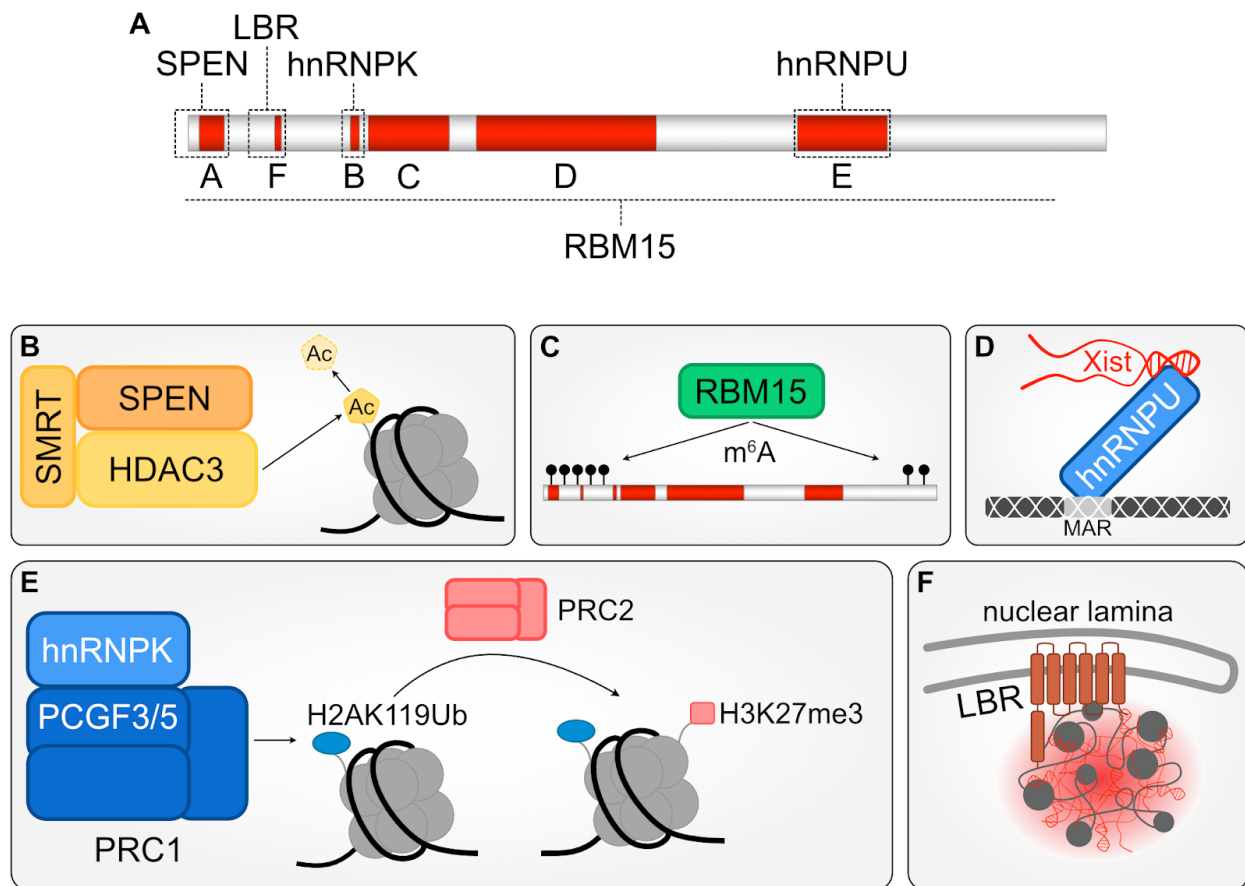 A
LBR
SPEN
hnRNPK
hnRNPU
A
F
B
C
D
E
RBM15
B
SMRT
SPEN
HDAC3
Ac
Ac
C
RBM15
m⁶A
D
Xist
hnRNPU
MAR
E
hnRNPK
PCGF3/5
PRC1
H2AK119Ub
PRC2
H3K27me3
F
nuclear lamina
LBR